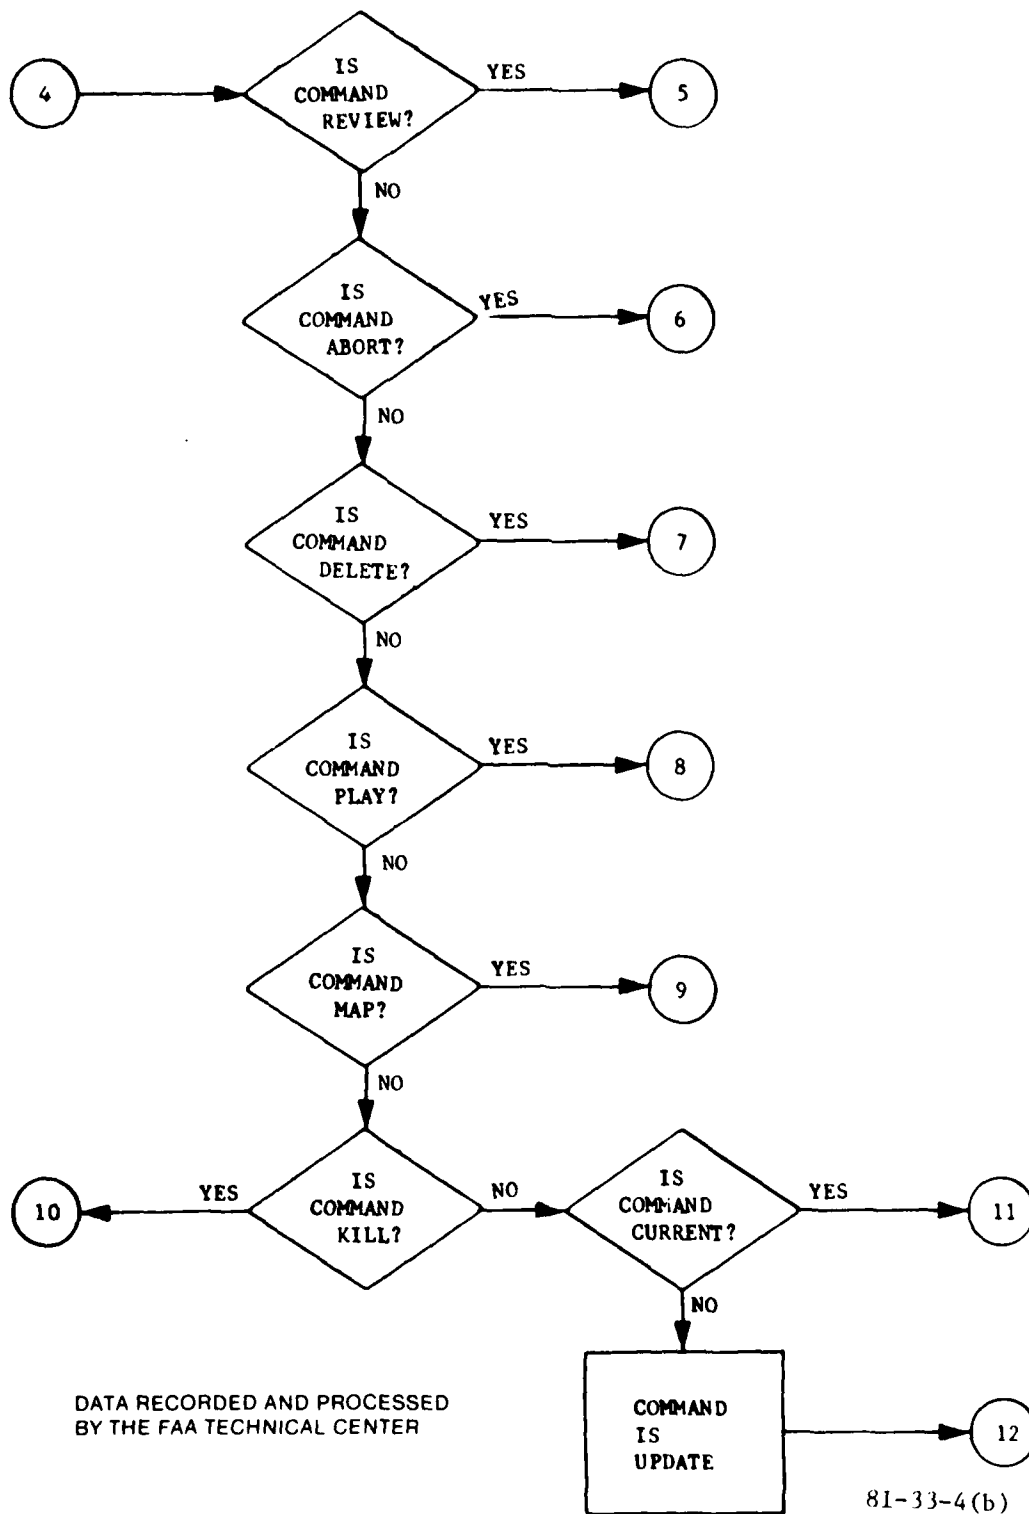 4
IS
COMMAND
REVIEW?
YES
5
NO
IS
COMMAND
ABORT?
YES
6
NO
IS
COMMAND
DELETE?
YES
7
NO
IS
COMMAND
PLAY?
YES
8
NO
IS
COMMAND
MAP?
YES
9
NO
10
YES
IS
COMMAND
KILL?
NO
IS
COMMAND
CURRENT?
YES
11
NO
COMMAND
IS
UPDATE
12
DATA RECORDED AND PROCESSED
BY THE FAA TECHNICAL CENTER
81-33-4(b)